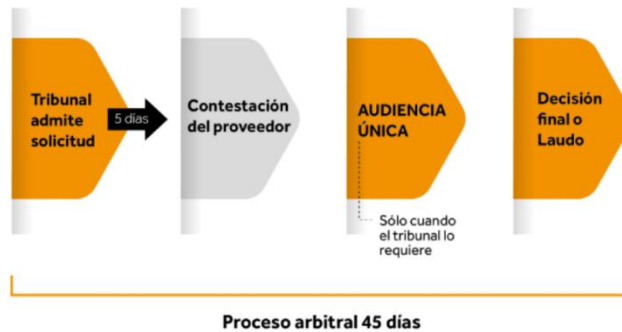 Tribunal
admite
solicitud
5 días
Contestación
del proveedor
AUDIENCIA
ÚNICA
Sólo cuando
el tribunal lo
requiere
Decisión
final o
Laudo
Proceso arbitral 45 días